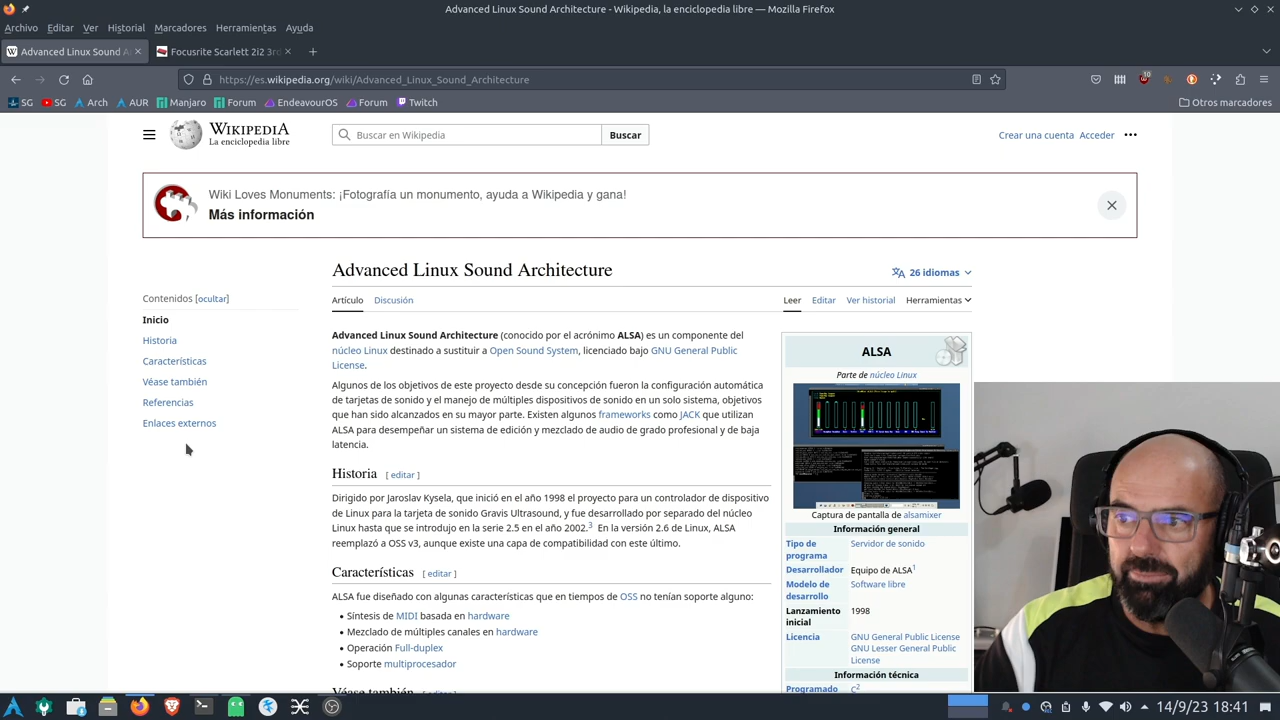 Advanced Linux Sound Architecture - Wikipedia, la enciclopedia libre — Mozilla Firefox
Archivo Editar Ver Historial Marcadores Herramientas Ayuda
Advanced Linux Sound A
Focusrite Scarlett 2i2 3rd
https://es.wikipedia.org/wiki/Advanced_Linux_Sound_Architecture
10
SG SG Arch AUR Manjaro Forum EndeavourOS Forum Twitch Otros marcadores
WIKIPEDIA
La enciclopedia libre
Buscar en Wikipedia
Buscar
Crear una cuenta Acceder
Wiki Loves Monuments: ¡Fotografía un monumento, ayuda a Wikipedia y gana!
Más información
Advanced Linux Sound Architecture
26 idiomas
Contenidos [ocultar]
Inicio
Historia
Características
Véase también
Referencias
Enlaces externos
Artículo Discusión
Leer Editar Ver historial Herramientas
Advanced Linux Sound Architecture (conocido por el acrónimo ALSA) es un componente del
núcleo Linux destinado a sustituir a Open Sound System, licenciado bajo GNU General Public
License.
Algunos de los objetivos de este proyecto desde su concepción fueron la configuración automática
de tarjetas de sonido y el manejo de múltiples dispositivos de sonido en un solo sistema, objetivos
que han sido alcanzados en su mayor parte. Existen algunos frameworks como JACK que utilizan
ALSA para desempeñar un sistema de edición y mezclado de audio de grado profesional y de baja
latencia.
Historia [ editar ]
Dirigido por Jaroslav Kysela, que inició en el año 1998 el proyecto para un controlador de dispositivo
de Linux para la tarjeta de sonido Gravis Ultrasound, y fue desarrollado por separado del núcleo
Linux hasta que se introdujo en la serie 2.5 en el año 2002.3 En la versión 2.6 de Linux, ALSA
reemplazó a OSS v3, aunque existe una capa de compatibilidad con este último.
Características [ editar ]
ALSA fue diseñado con algunas características que en tiempos de OSS no tenían soporte alguno:
• Síntesis de MIDI basada en hardware
• Mezclado de múltiples canales en hardware
• Operación Full-duplex
• Soporte multiprocesador
Véase también [ editar ]
ALSA
Parte de núcleo Linux
Captura de pantalla de alsamixer
Información general
Tipo de programa Servidor de sonido
Desarrollador Equipo de ALSA1
Modelo de desarrollo Software libre
Lanzamiento inicial 1998
Licencia GNU General Public License
GNU Lesser General Public
License
Información técnica
Programado C2
14/9/23 18:41